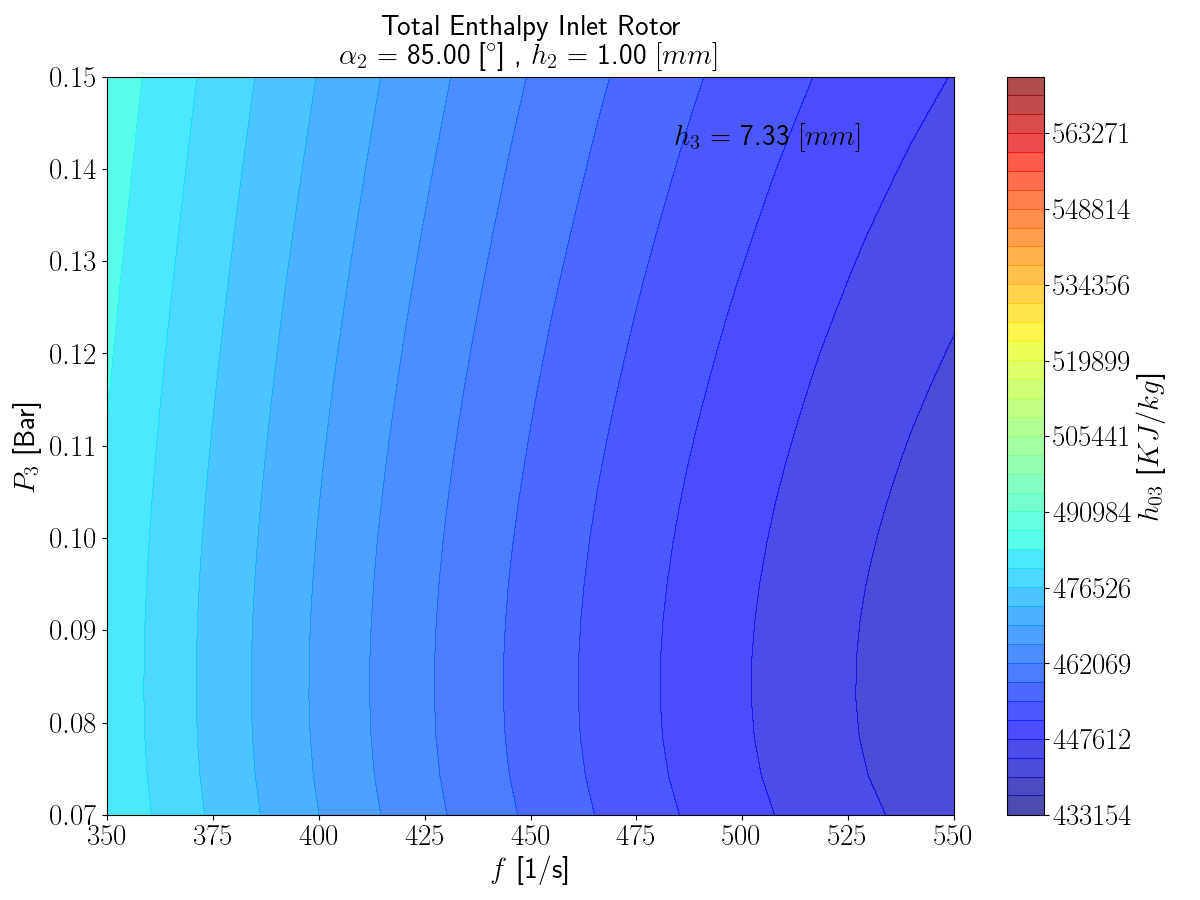 Total Enthalpy Inlet Rotor
α₂ = 85.00 [°] , h₂ = 1.00 [mm]
0.15
0.14
0.13
0.12
0.11
0.10
0.09
0.08
0.07
P₃ [Bar]
h₃ = 7.33 [mm]
350 375 400 425 450 475 500 525 550
f [1/s]
563271
548814
534356
519899
505441
490984
476526
462069
447612
433154
h₀₃ [KJ/kg]